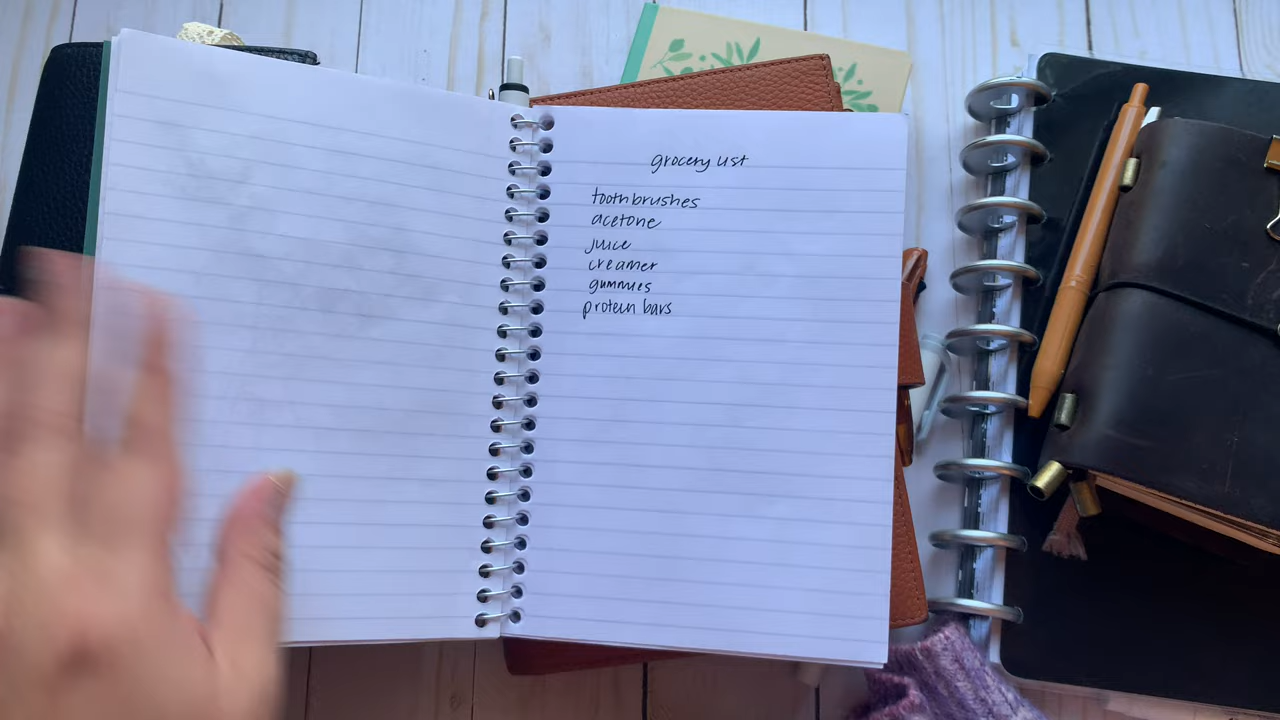 grocery list
toothbrushes
acetone
juice
creamer
gummies
protein bars